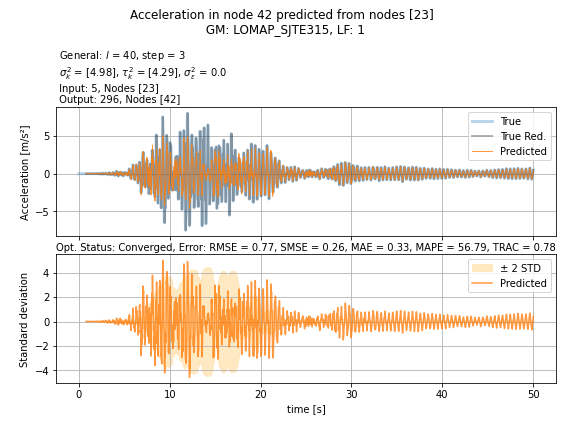 Acceleration in node 42 predicted from nodes [23]
GM: LOMAP_SJTE315, LF: 1
General: l = 40, step = 3
σ²ₖ = [4.98], τ²ₖ = [4.29], σ²ₑ = 0.0
Input: 5, Nodes [23]
Output: 296, Nodes [42]
Acceleration [m/s²]
5
0
−5
True
True Red.
Predicted
Opt. Status: Converged, Error: RMSE = 0.77, SMSE = 0.26, MAE = 0.33, MAPE = 56.79, TRAC = 0.78
Standard deviation
4
2
0
−2
−4
± 2 STD
Predicted
0 10 20 30 40 50
time [s]